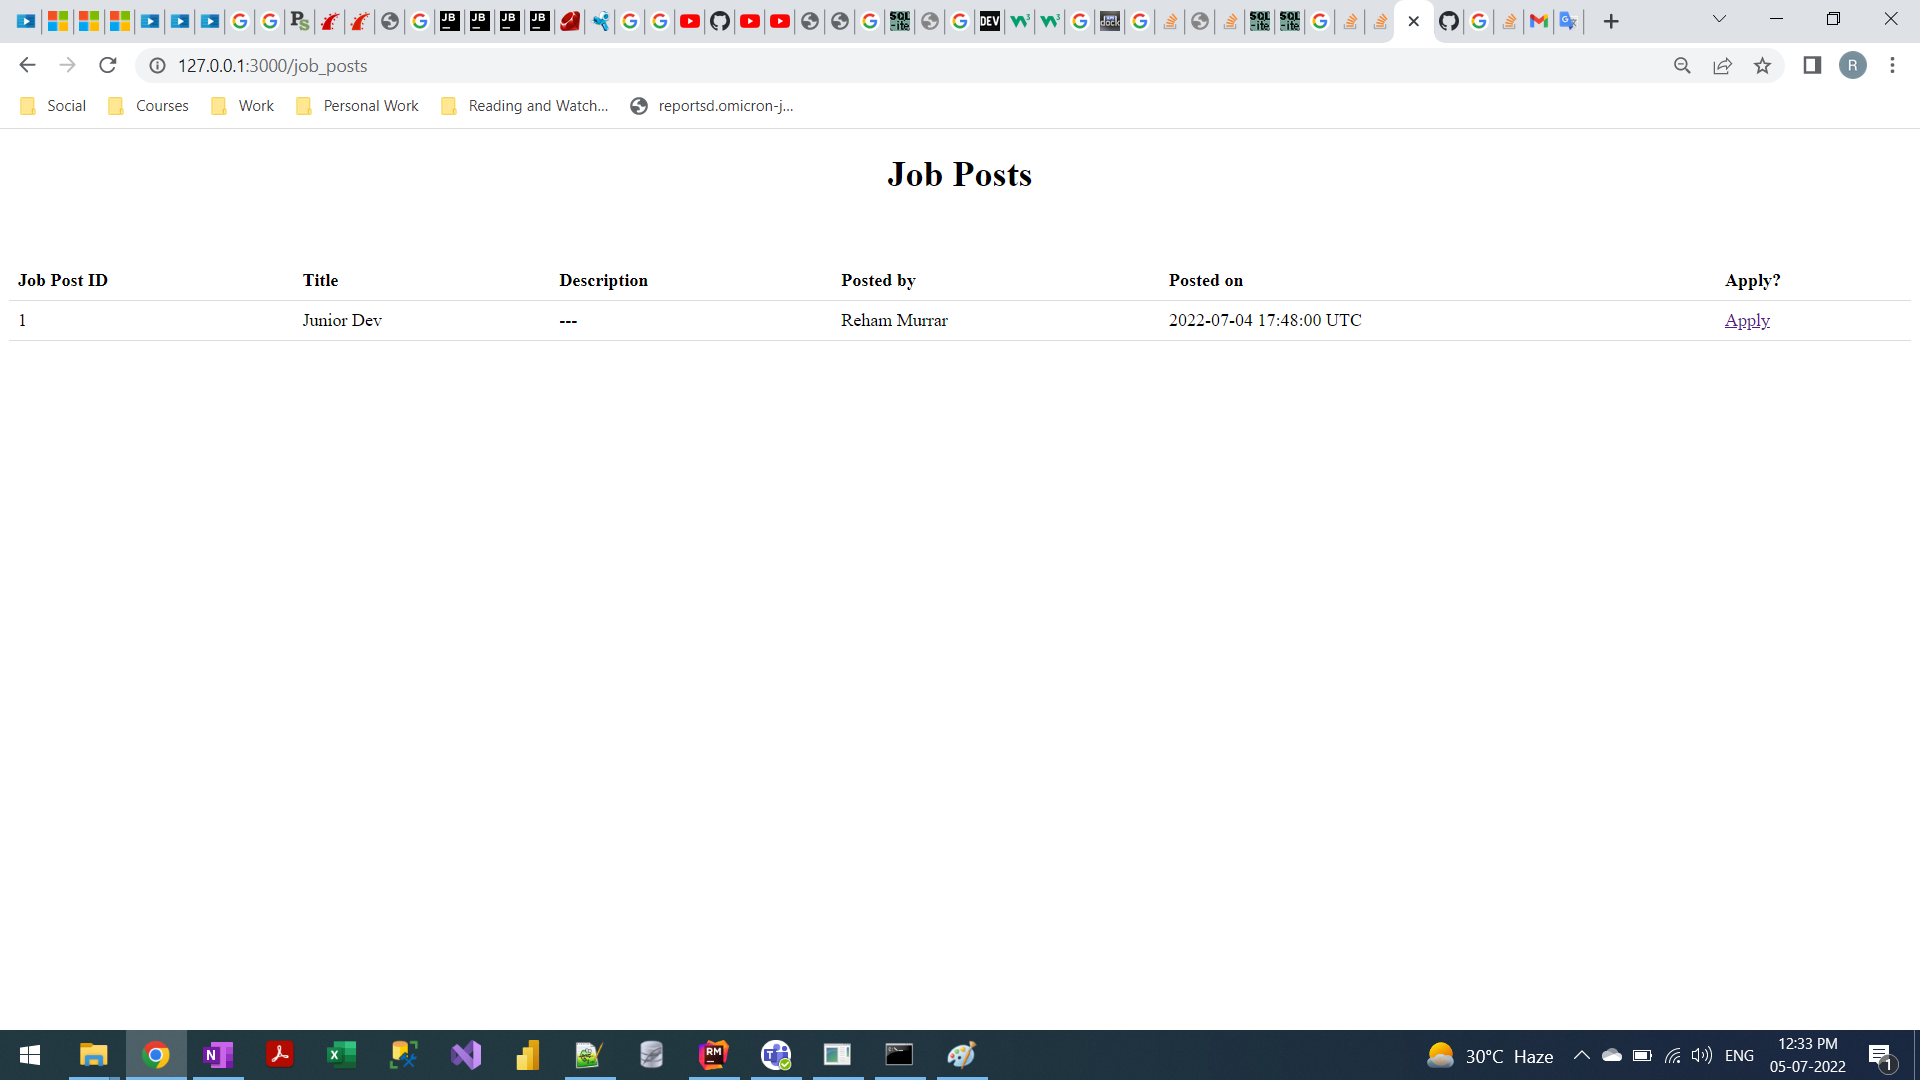 127.0.0.1:3000/job_posts
R
Social Courses Work Personal Work Reading and Watch... reportsd.omicron-j...
Job Posts
Job Post ID Title Description Posted by Posted on Apply?
1 Junior Dev --- Reham Murrar 2022-07-04 17:48:00 UTC Apply
30°C Haze ENG 12:33 PM
05-07-2022
1